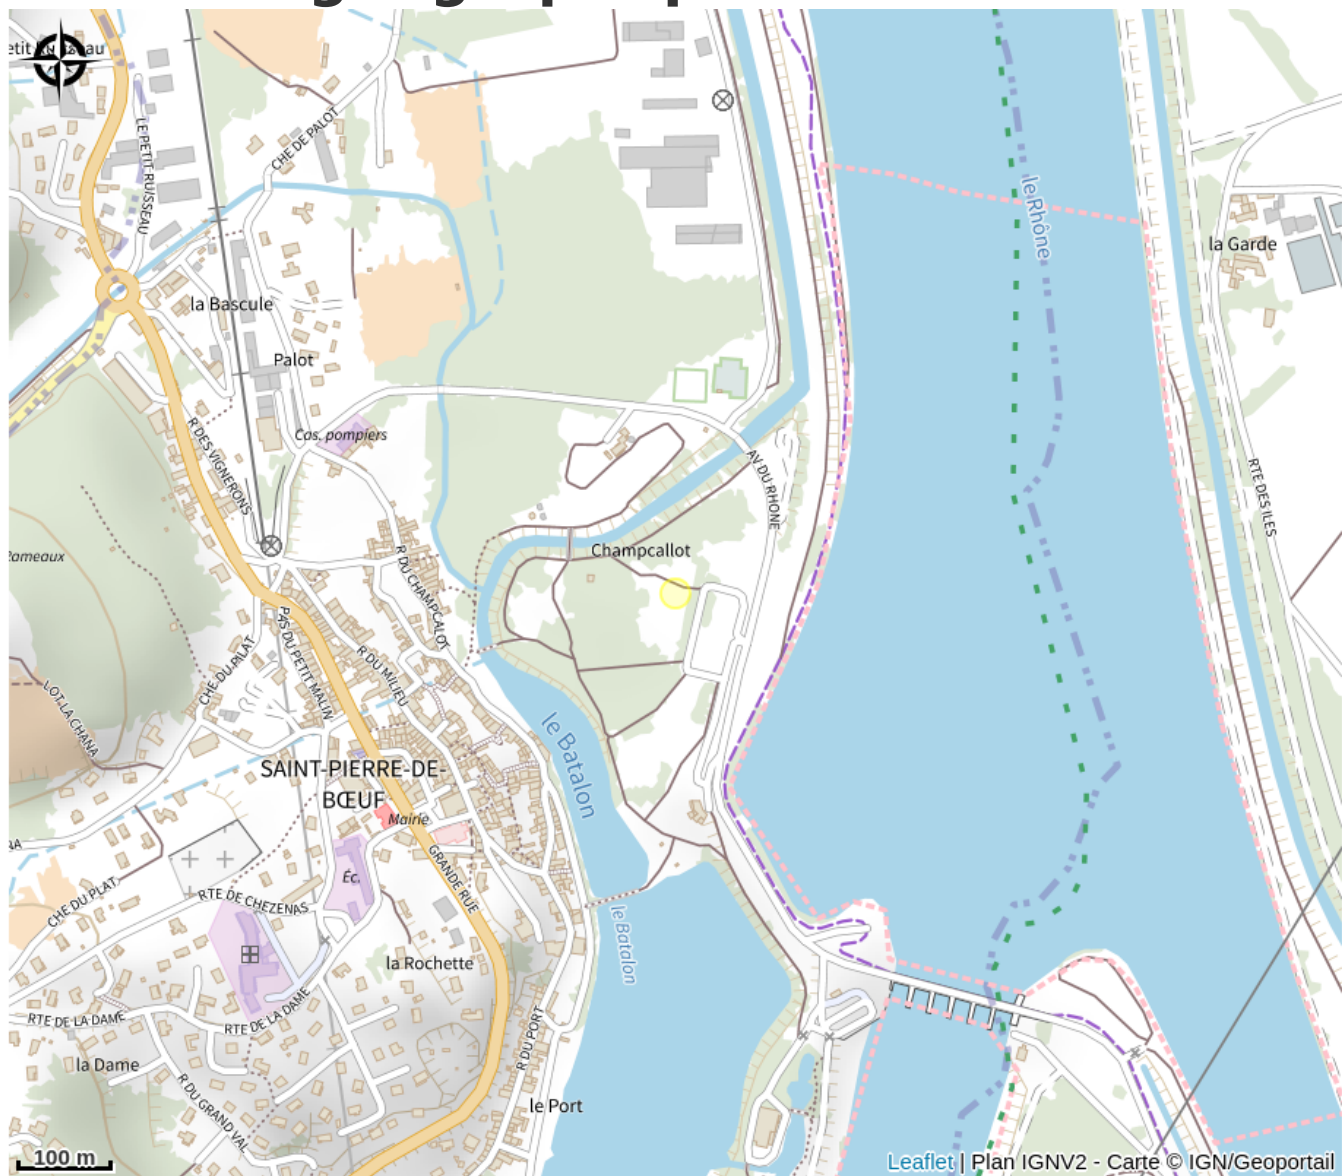 LE PETIT RUISSEAU
CHE DE PALOT
le Rhône
la Garde
la Bascule
Palot
Cas. pompiers
R DES VIGNERONS
AV DU RHONE
RTE DES ILES
Champcallot
Rameaux
R DU CHAMPCALOT
PAS DU PETIT MALIN
R DU MILIEU
CHE DU PILAT
LOT LA CHANA
le Batalon
SAINT-PIERRE-DE-
BŒUF
Mairie
GRANDE RUE
Éc.
CHE DU PLAT
RTE DE CHEZENAS
le Batalon
la Rochette
RTE DE LA DAME
RTE DE LA DAME
la Dame
R DU PORT
R DU GRAND VAL
le Port
100 m
Leaflet | Plan IGNV2 - Carte © IGN/Geoportail